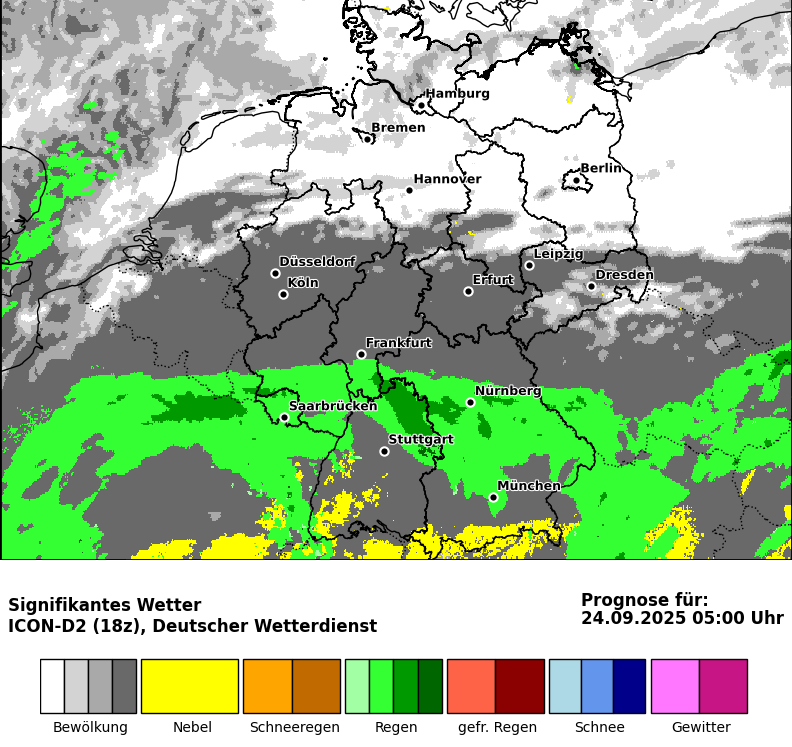 Hamburg
Bremen
Berlin
Hannover
Leipzig
Düsseldorf
Dresden
Köln
Erfurt
Frankfurt
Nürnberg
Saarbrücken
Stuttgart
München
Signifikantes Wetter
ICON-D2 (18z), Deutscher Wetterdienst
Prognose für:
24.09.2025 05:00 Uhr
Bewölkung Nebel Schneeregen Regen gefr. Regen Schnee Gewitter